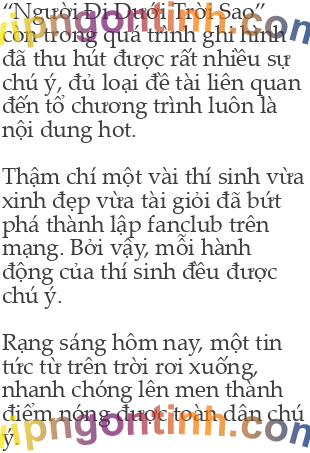 “Người Đi Dưới Trời Sao”
còn trong quá trình ghi hình
đã thu hút được rất nhiều sự
chú ý, đủ loại đề tài liên quan
đến tổ chương trình luôn là
nội dung hot.
Thậm chí một vài thí sinh vừa
xinh đẹp vừa tài giỏi đã bứt
phá thành lập fanclub trên
mạng. Bởi vậy, mỗi hành
động của thí sinh đều được
chú ý.
Rạng sáng hôm nay, một tin
tức từ trên trời rơi xuống,
nhanh chóng lên men thành
điểm nóng được toàn dân chú
ý.
vipngontinh.com
vipngontinh.com